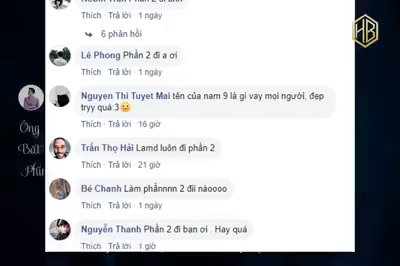 Thích · Trả lời · 1 ngày
6 phản hồi
Lê Phong Phần 2 đi a ơi
Thích · Trả lời · 1 ngày
Nguyen Thi Tuyet Mai tên của nam 9 là gì vay mọi người, đẹp
tryy quá:3
Thích · Trả lời · 16 giờ
Trần Thọ Hải Lamd luôn đi phần 2
Thích · Trả lời · 21 giờ
Bé Chanh Làm phầnnnn 2 đii nàoooo
Thích · Trả lời · 1 ngày
Nguyễn Thanh Phần 2 đi bạn ơi . Hay quá
Thích · Trả lời · 1 giờ
HB
Ông